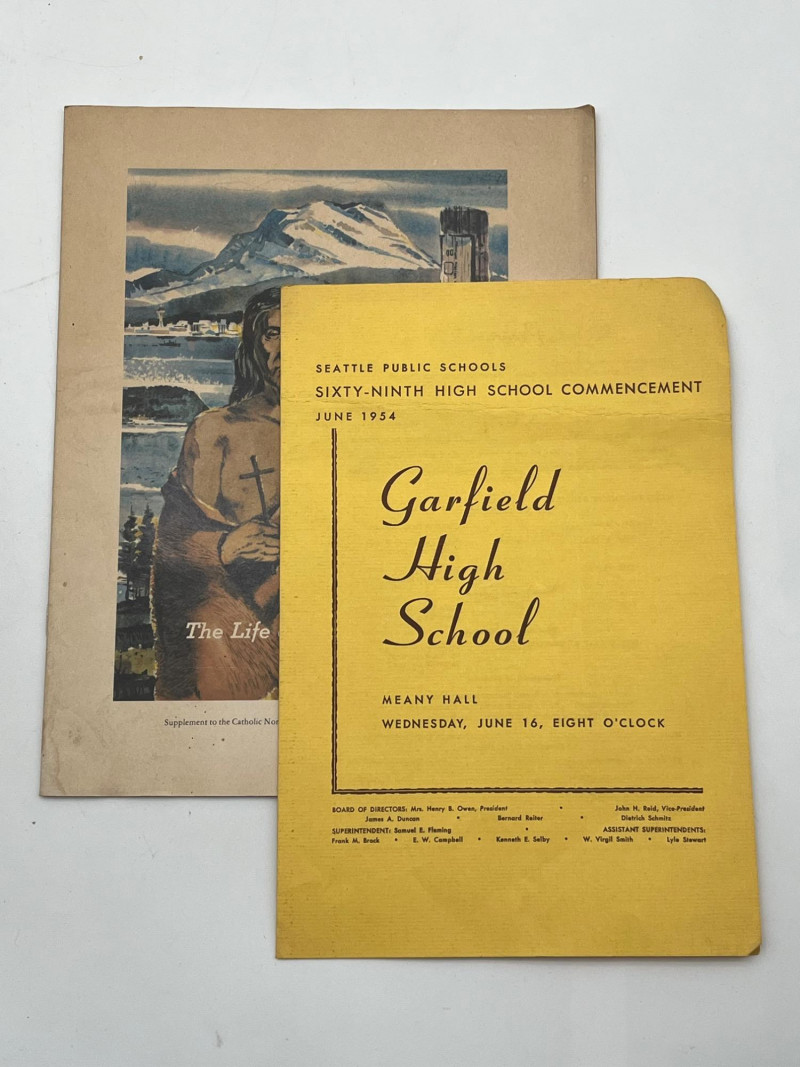 The Life
Supplement to the Catholic
SEATTLE PUBLIC SCHOOLS
SIXTY-NINTH HIGH SCHOOL COMMENCEMENT
JUNE 1954
Garfield
High
School
MEANY HALL
WEDNESDAY, JUNE 16, EIGHT O'CLOCK
BOARD OF DIRECTORS: Mrs. Henry B. Owen, President • John H. Reid, Vice-President
James A. Duncan • Bernard Reiter • Dietrich Schmitz
SUPERINTENDENT: Samuel E. Fleming • ASSISTANT SUPERINTENDENTS:
Frank M. Brock • E. W. Campbell • Kenneth E. Selby • W. Virgil Smith • Lyle Stewart